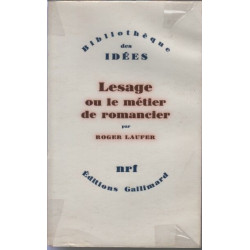 Bibliothèque
des
IDÉES
Lesage
ou le métier
de romancier
par
ROGER LAUFER
nrf
Éditions Gallimard